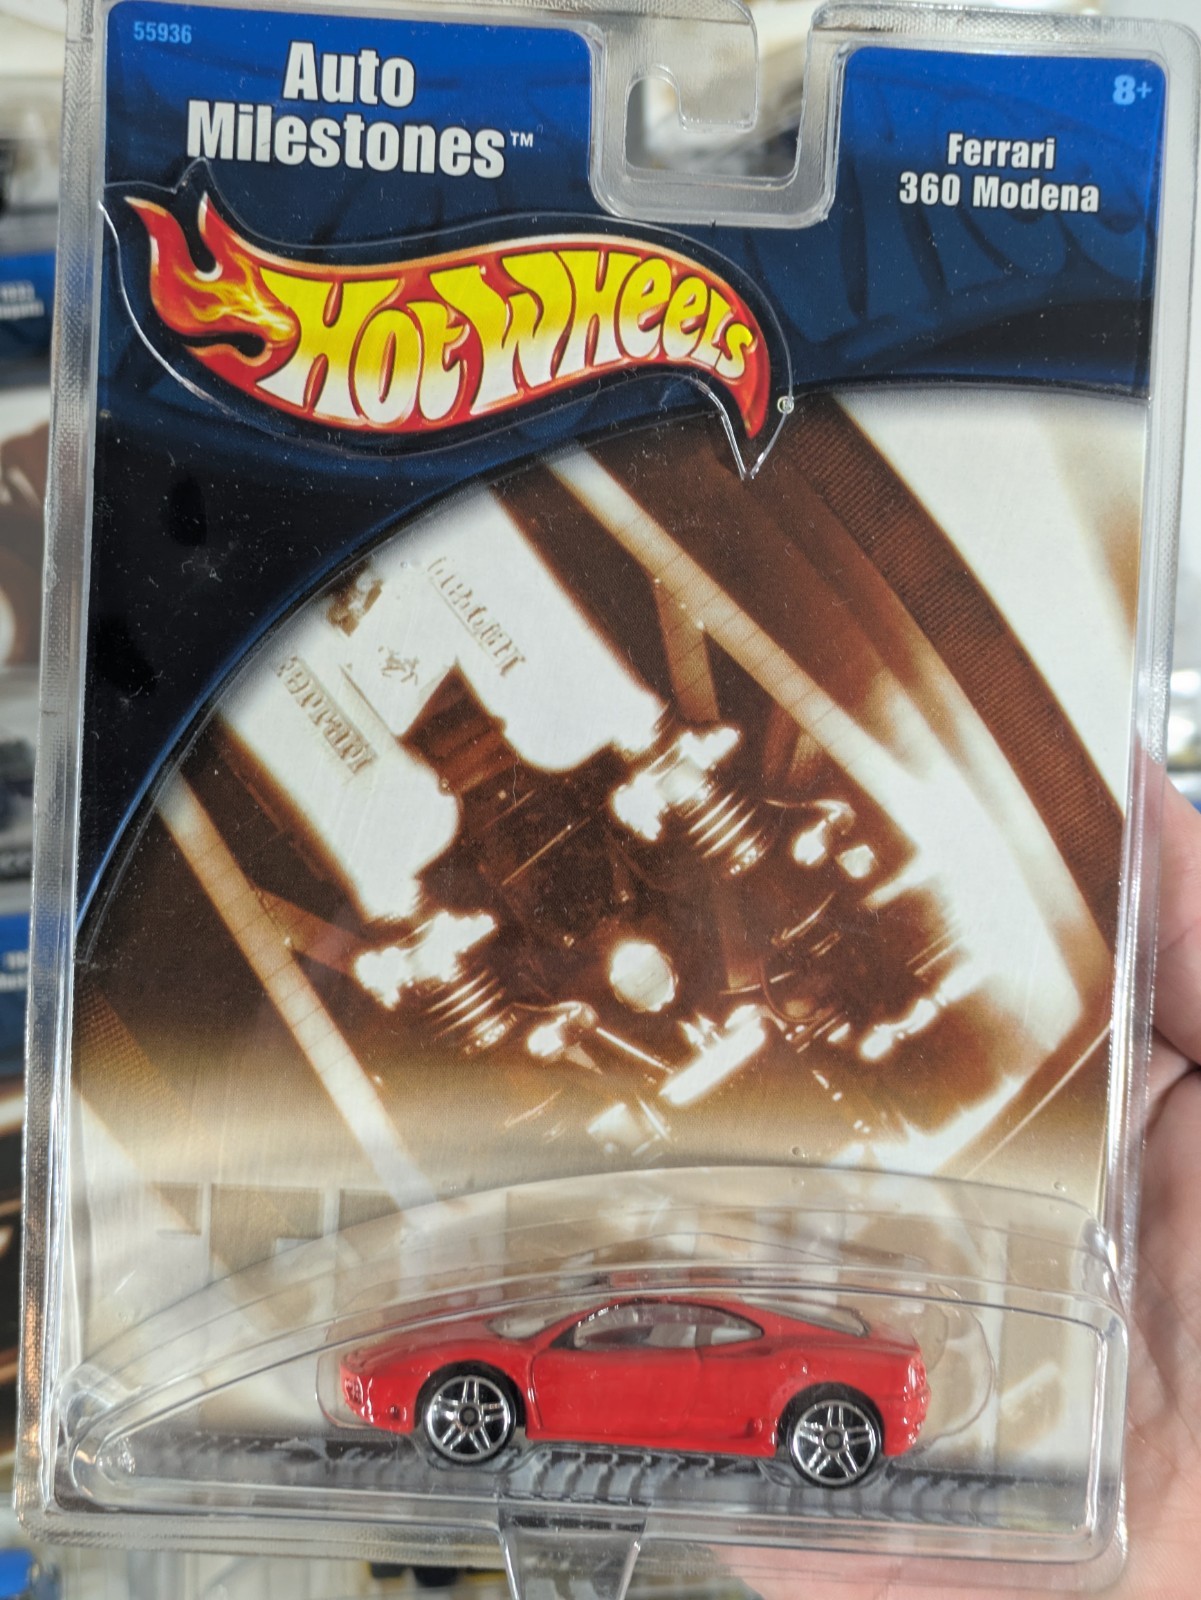 55936
Auto
Milestones™
8+
Ferrari
360 Modena
Hot Wheels®